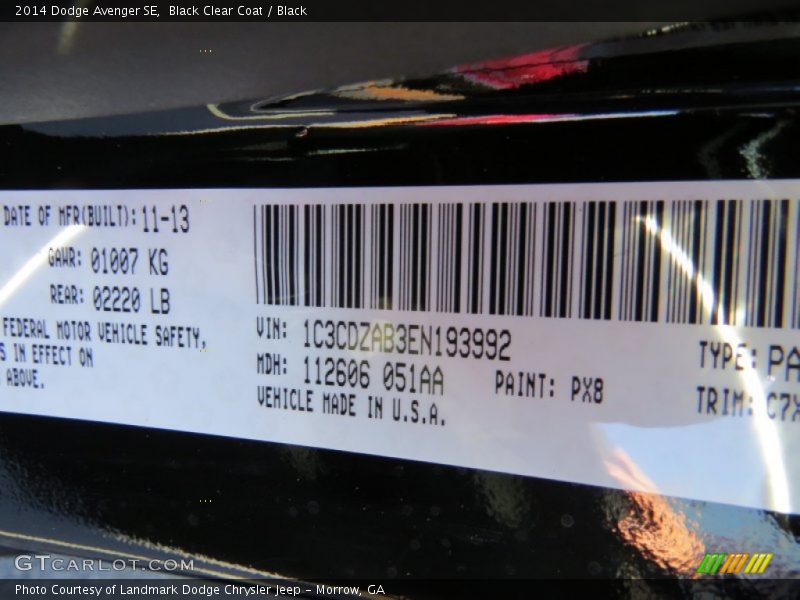 2014 Dodge Avenger SE,  Black Clear Coat / Black
DATE OF MFR(BUILT): 11-13
GAWR: 01007 KG
REAR: 02220 LB
FEDERAL MOTOR VEHICLE SAFETY,
S IN EFFECT ON
ABOVE.
VIN: 1C3CDZAB3EN193992
MDH: 112606 051AA
PAINT: PX8
VEHICLE MADE IN U.S.A.
TYPE: PA
TRIM: C7X
GTCARLOT.COM
Photo Courtesy of Landmark Dodge Chrysler Jeep – Morrow, GA